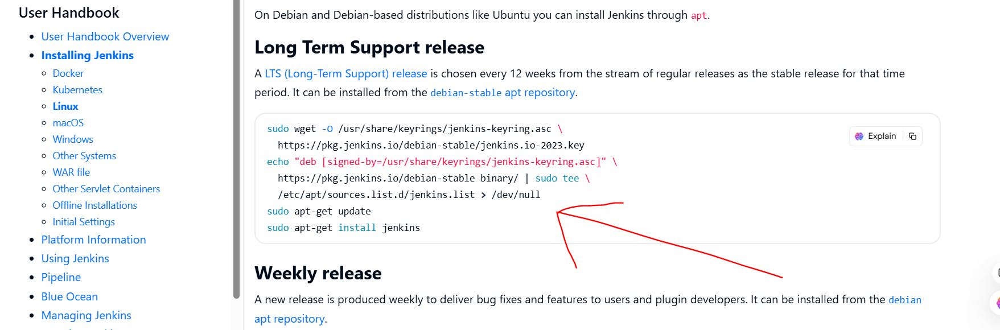 User Handbook
User Handbook Overview
Installing Jenkins
Docker
Kubernetes
Linux
macOS
Windows
Other Systems
WAR file
Other Servlet Containers
Offline Installations
Initial Settings
Platform Information
Using Jenkins
Pipeline
Blue Ocean
Managing Jenkins
On Debian and Debian-based distributions like Ubuntu you can install Jenkins through apt.
Long Term Support release
A LTS (Long-Term Support) release is chosen every 12 weeks from the stream of regular releases as the stable release for that time
period. It can be installed from the debian-stable apt repository.
sudo wget -O /usr/share/keyrings/jenkins-keyring.asc \
https://pkg.jenkins.io/debian-stable/jenkins.io-2023.key
echo "deb [signed-by=/usr/share/keyrings/jenkins-keyring.asc]" \
https://pkg.jenkins.io/debian-stable binary/ | sudo tee \
/etc/apt/sources.list.d/jenkins.list > /dev/null
sudo apt-get update
sudo apt-get install jenkins
Explain
Weekly release
A new release is produced weekly to deliver bug fixes and features to users and plugin developers. It can be installed from the debian
apt repository.